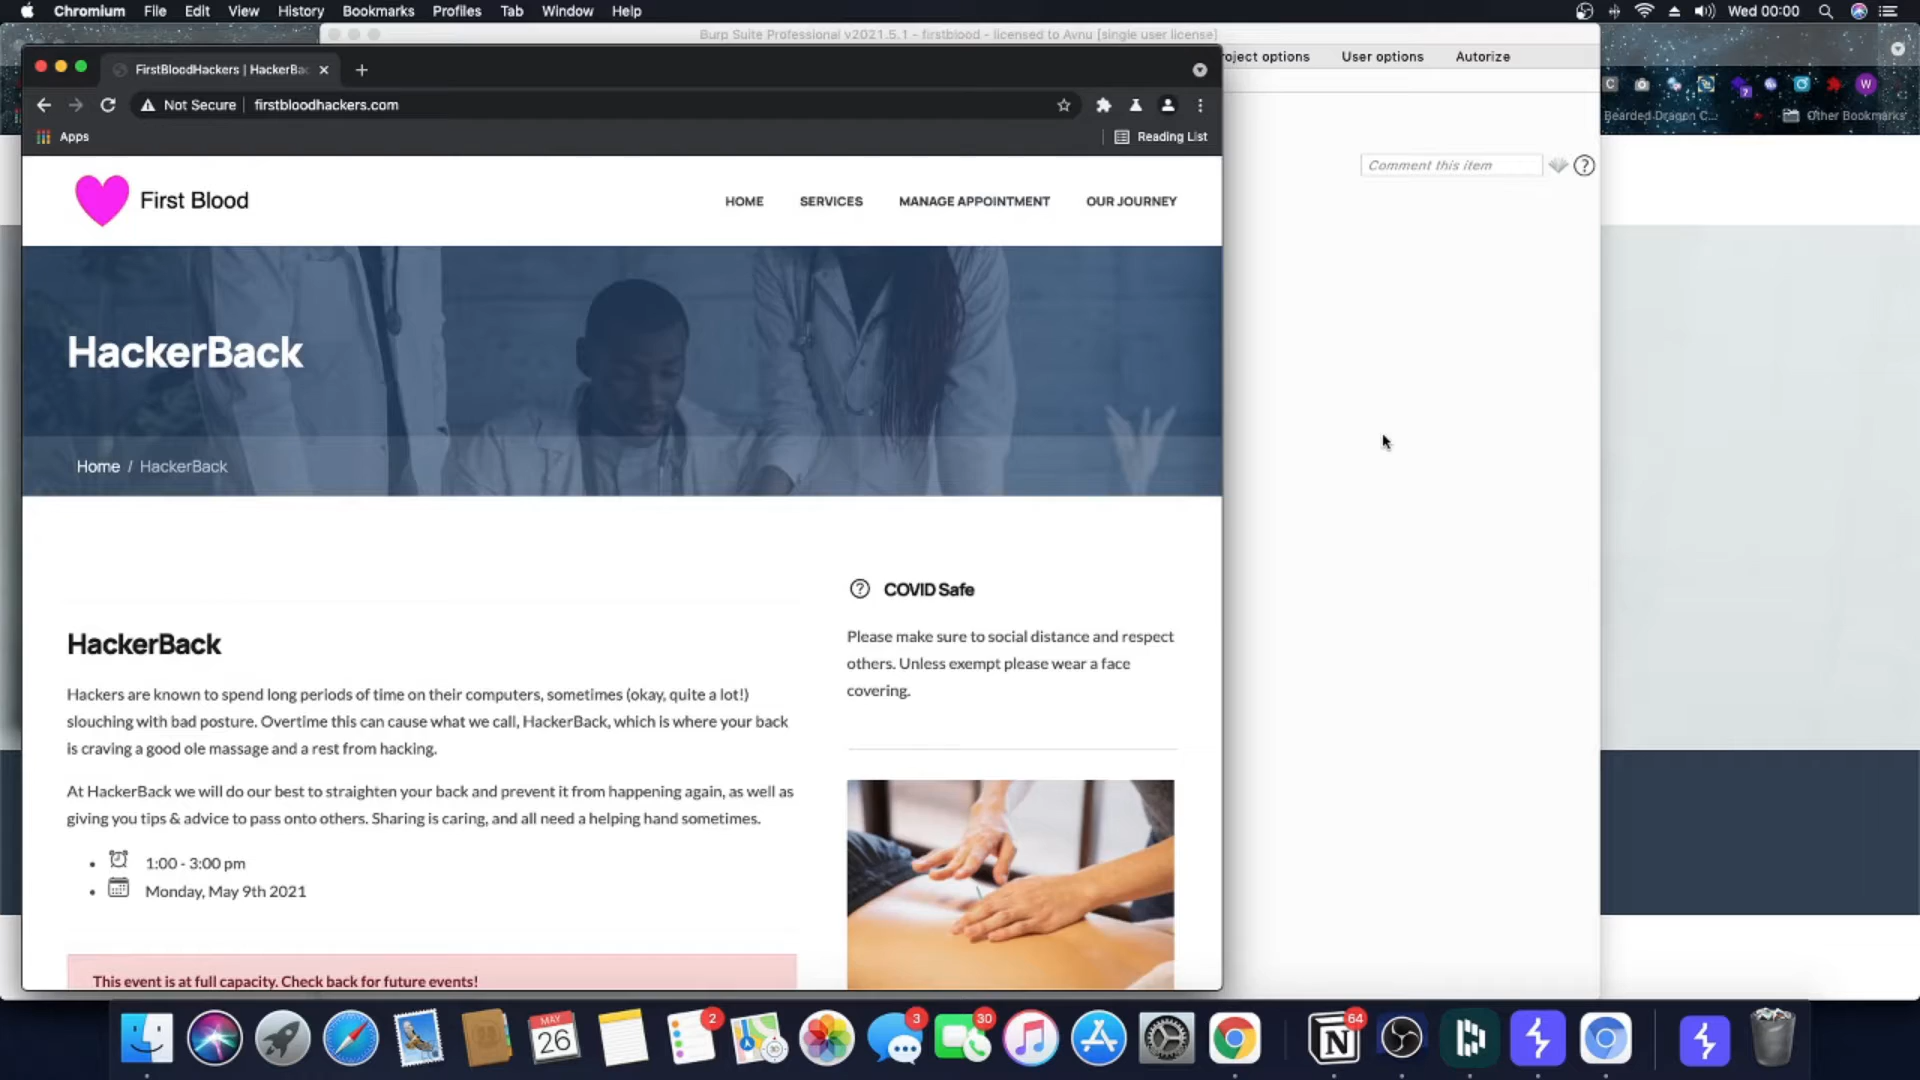 Chromium File Edit View History Bookmarks Profiles Tab Window Help Wed 00:00
Burp Suite Professional v2021.5.1 - firstblood - licensed to Avnu [single user license]
FirstBloodHackers | HackerBac
roject options User options Autorize
Not Secure firstbloodhackers.com
Bearded Dragon C... Other Bookmarks
Apps Reading List
Comment this item
First Blood HOME SERVICES MANAGE APPOINTMENT OUR JOURNEY
HackerBack
Home / HackerBack
COVID Safe
Please make sure to social distance and respect
others. Unless exempt please wear a face
covering.
HackerBack
Hackers are known to spend long periods of time on their computers, sometimes (okay, quite a lot!)
slouching with bad posture. Overtime this can cause what we call, HackerBack, which is where your back
is craving a good ole massage and a rest from hacking.
At HackerBack we will do our best to straighten your back and prevent it from happening again, as well as
giving you tips & advice to pass onto others. Sharing is caring, and all need a helping hand sometimes.
1:00 - 3:00 pm
Monday, May 9th 2021
This event is at full capacity. Check back for future events!
MAY
26
2
3
30
64